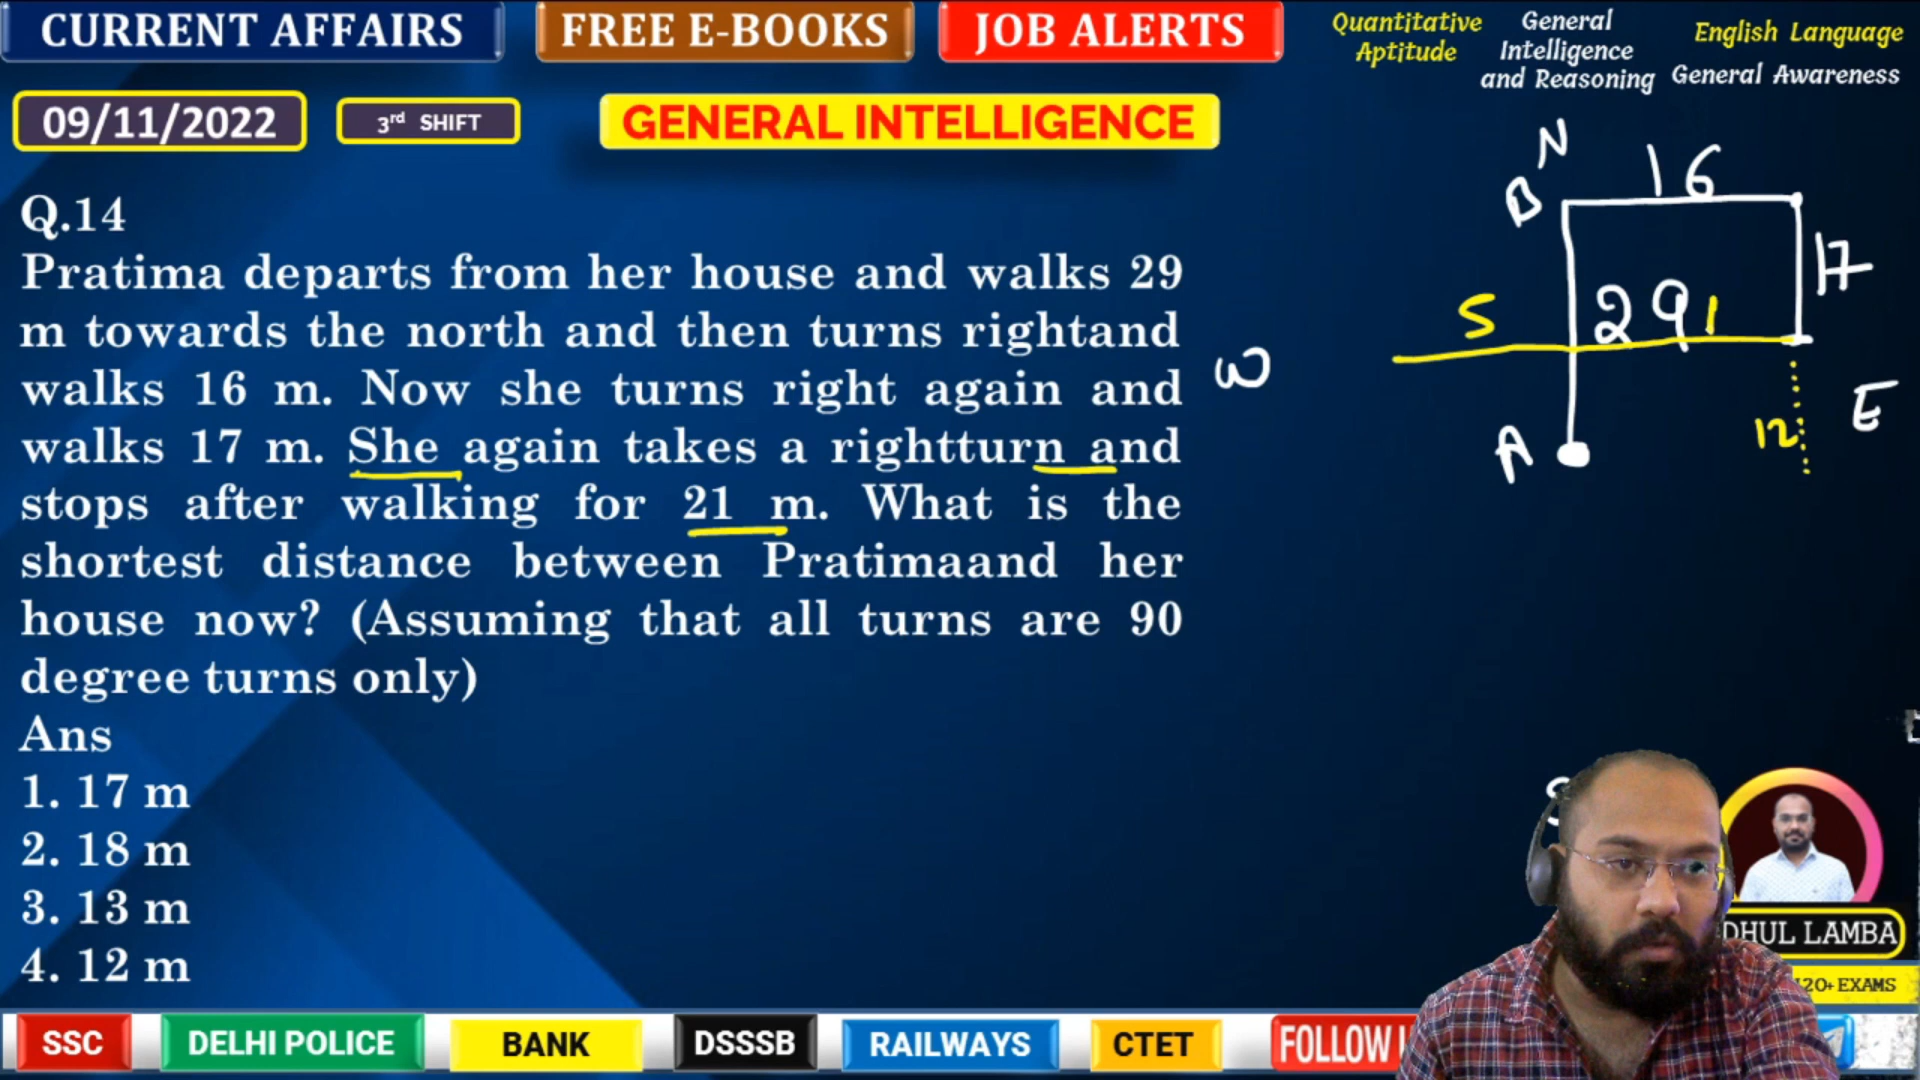 CURRENT AFFAIRS
FREE E-BOOKS
JOB ALERTS
Quantitative
Aptitude
General
Intelligence
and Reasoning
English Language
General Awareness
09/11/2022
3rd SHIFT
GENERAL INTELLIGENCE
Q.14
Pratima departs from her house and walks 29
m towards the north and then turns rightand
walks 16 m. Now she turns right again and
walks 17 m. She again takes a rightturn and
stops after walking for 21 m. What is the
shortest distance between Pratimaand her
house now? (Assuming that all turns are 90
degree turns only)
Ans
1. 17 m
2. 18 m
3. 13 m
4. 12 m
N
B
16
17
5
29
W
E
12
A
DHUL LAMBA
120+ EXAMS
SSC
DELHI POLICE
BANK
DSSSB
RAILWAYS
CTET
FOLLOW